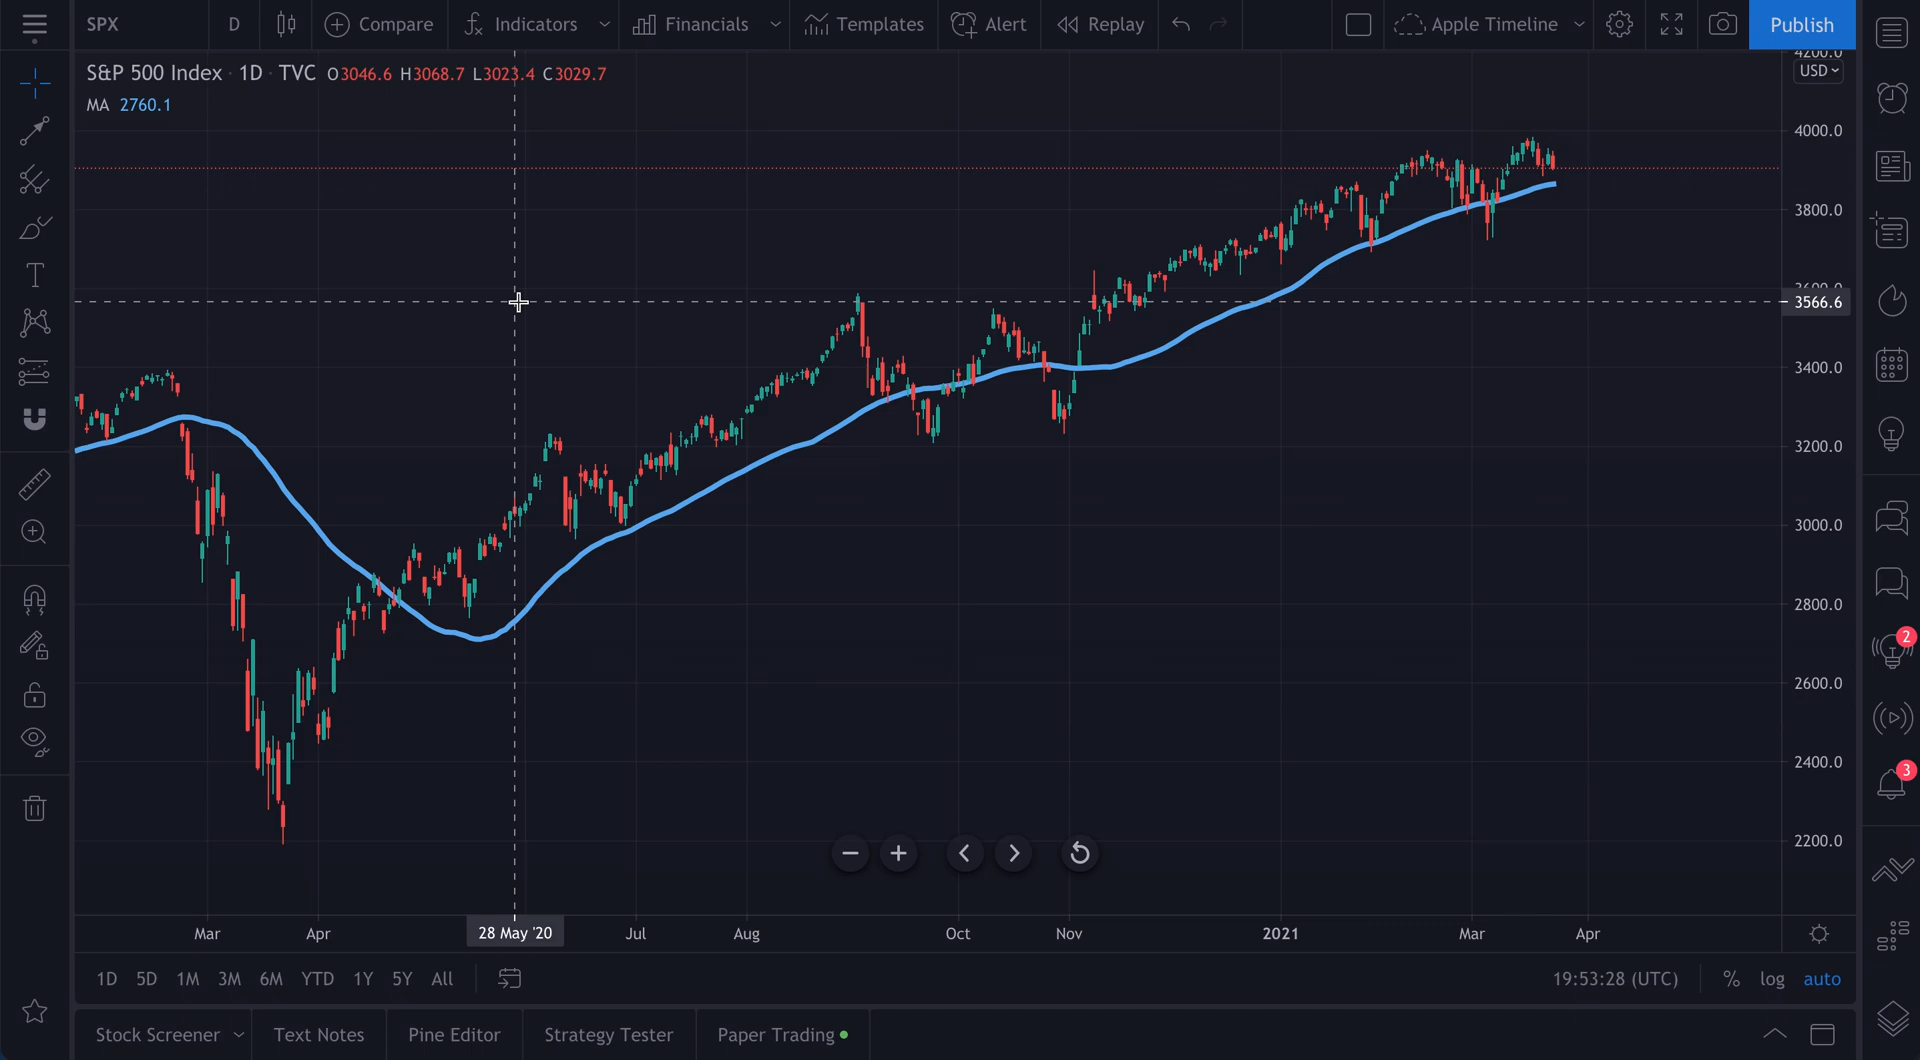 SPX D Compare Indicators Financials Templates Alert Replay Apple Timeline Publish
S&P 500 Index · 1D · TVC O3046.6 H3068.7 L3023.4 C3029.7
MA 2760.1
4200.0
USD
4000.0
3800.0
3600.0
3566.6
3400.0
3200.0
3000.0
2800.0
2600.0
2400.0
2200.0
2
3
Mar Apr 28 May '20 Jul Aug Oct Nov 2021 Mar Apr
1D 5D 1M 3M 6M YTD 1Y 5Y All 19:53:28 (UTC) % log auto
Stock Screener Text Notes Pine Editor Strategy Tester Paper Trading